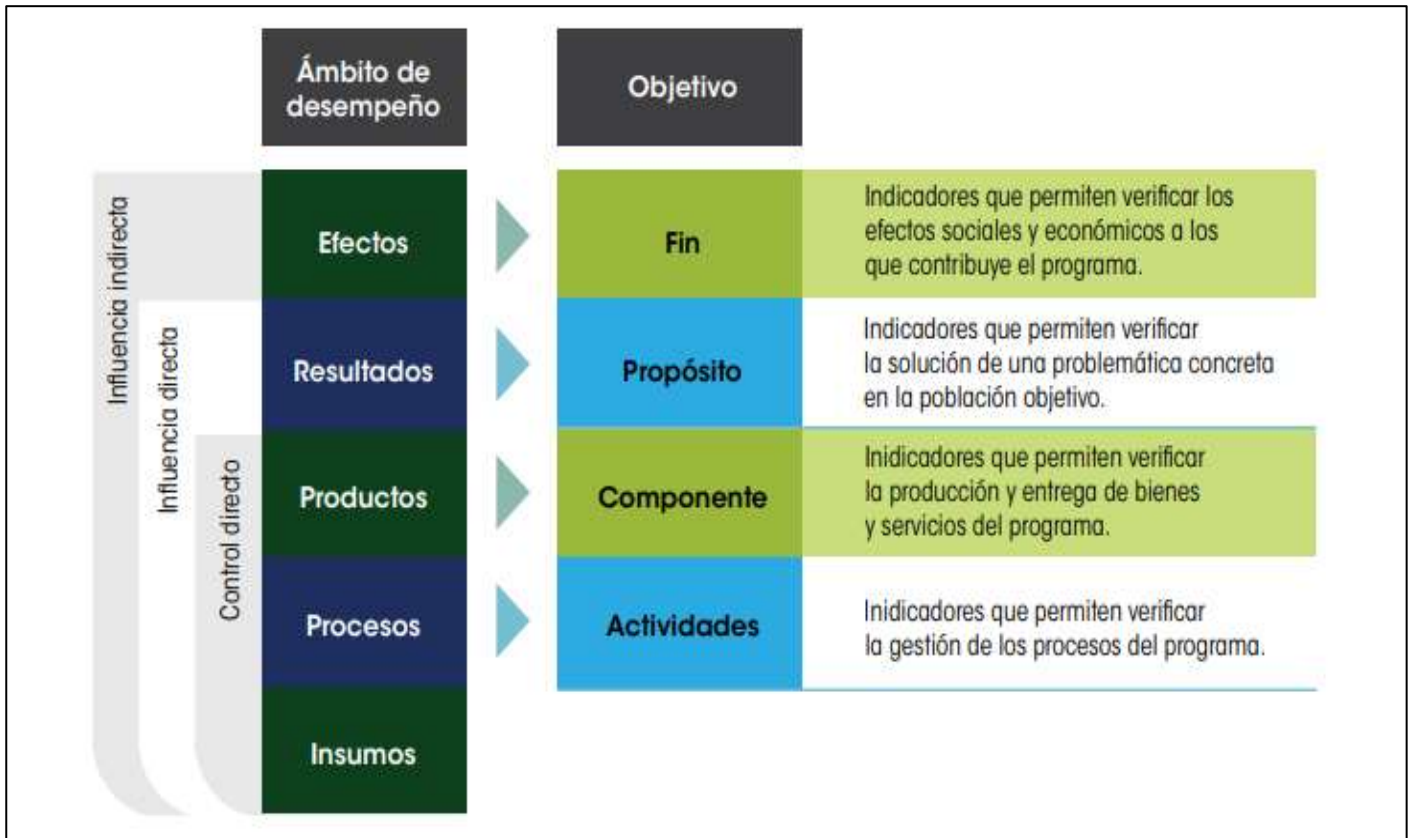 Ámbito de
desempeño
Objetivo
Influencia indirecta
Influencia directa
Control directo
Efectos
Fin
Indicadores que permiten verificar los
efectos sociales y económicos a los
que contribuye el programa.
Resultados
Propósito
Indicadores que permiten verificar
la solución de una problemática concreta
en la población objetivo.
Productos
Componente
Inidicadores que permiten verificar
la producción y entrega de bienes
y servicios del programa.
Procesos
Actividades
Inidicadores que permiten verificar
la gestión de los procesos del programa.
Insumos